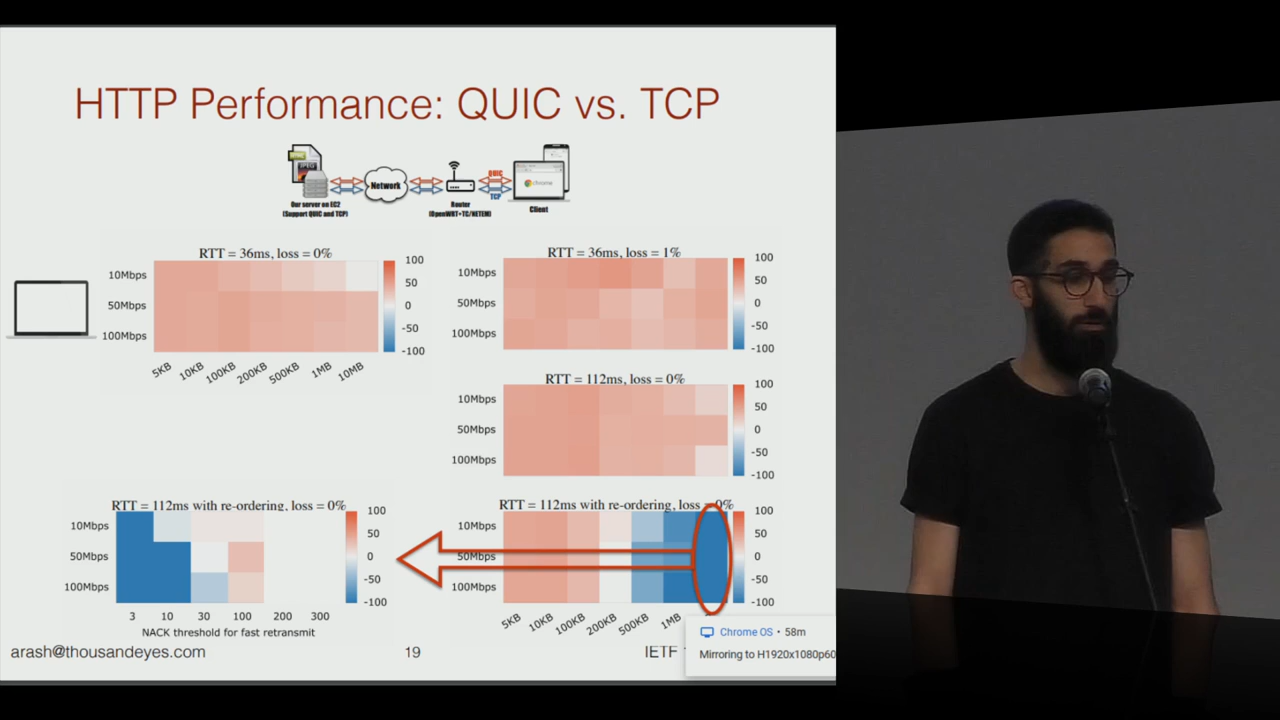 HTTP Performance: QUIC vs. TCP
HTML
JPEG
Network
QUIC
TCP
chrome
Our server on EC2
(Support QUIC and TCP)
Router
(OpenWRT+TC/NETEM)
Client
RTT = 36ms, loss = 0%
10Mbps
50Mbps
100Mbps
5KB 10KB 100KB 200KB 500KB 1MB 10MB
100
50
0
-50
-100
RTT = 36ms, loss = 1%
10Mbps
50Mbps
100Mbps
100
50
0
-50
-100
RTT = 112ms, loss = 0%
10Mbps
50Mbps
100Mbps
100
50
0
-50
-100
RTT = 112ms with re-ordering, loss = 0%
10Mbps
50Mbps
100Mbps
3 10 30 100 200 300
NACK threshold for fast retransmit
100
50
0
-50
-100
RTT = 112ms with re-ordering, loss = 0%
10Mbps
50Mbps
100Mbps
5KB 10KB 100KB 200KB 500KB 1MB
100
50
0
-50
-100
Chrome OS • 58m
Mirroring to H1920x1080p60
arash@thousandeyes.com
19
IETF